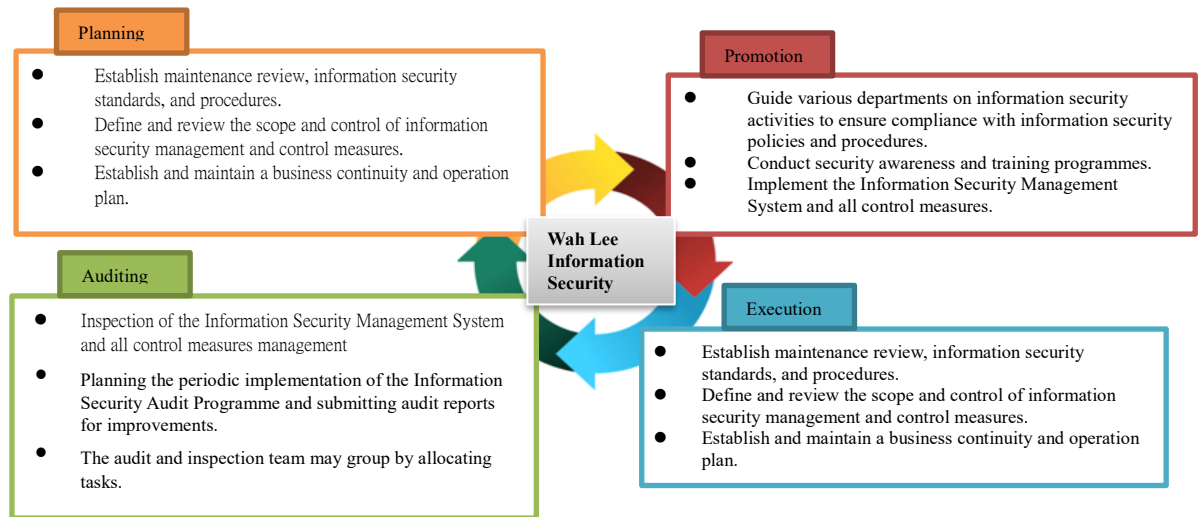 Planning
● Establish maintenance review, information security
standards, and procedures.
● Define and review the scope and control of information
security management and control measures.
● Establish and maintain a business continuity and operation
plan.
Promotion
● Guide various departments on information security
activities to ensure compliance with information security
policies and procedures.
● Conduct security awareness and training programmes.
● Implement the Information Security Management
System and all control measures.
Wah Lee
Information
Security
Auditing
● Inspection of the Information Security Management System
and all control measures management
● Planning the periodic implementation of the Information
Security Audit Programme and submitting audit reports
for improvements.
● The audit and inspection team may group by allocating
tasks.
Execution
● Establish maintenance review, information security
standards, and procedures.
● Define and review the scope and control of information
security management and control measures.
● Establish and maintain a business continuity and operation
plan.